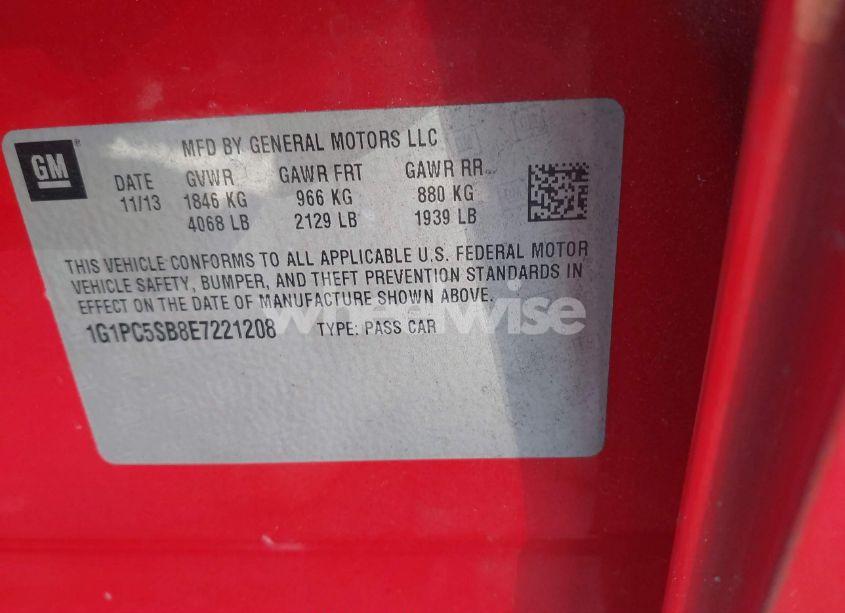 GM
MFD BY GENERAL MOTORS LLC
DATE GVWR GAWR FRT GAWR RR
11/13 1846 KG 966 KG 880 KG
4068 LB 2129 LB 1939 LB
THIS VEHICLE CONFORMS TO ALL APPLICABLE U.S. FEDERAL MOTOR
VEHICLE SAFETY, BUMPER, AND THEFT PREVENTION STANDARDS IN
EFFECT ON THE DATE OF MANUFACTURE SHOWN ABOVE.
1G1PC5SB8E7221208 TYPE: PASS CAR
wheelwise